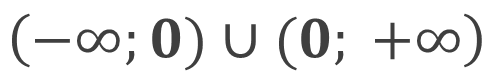 (−∞; 0) ∪ (0; +∞)